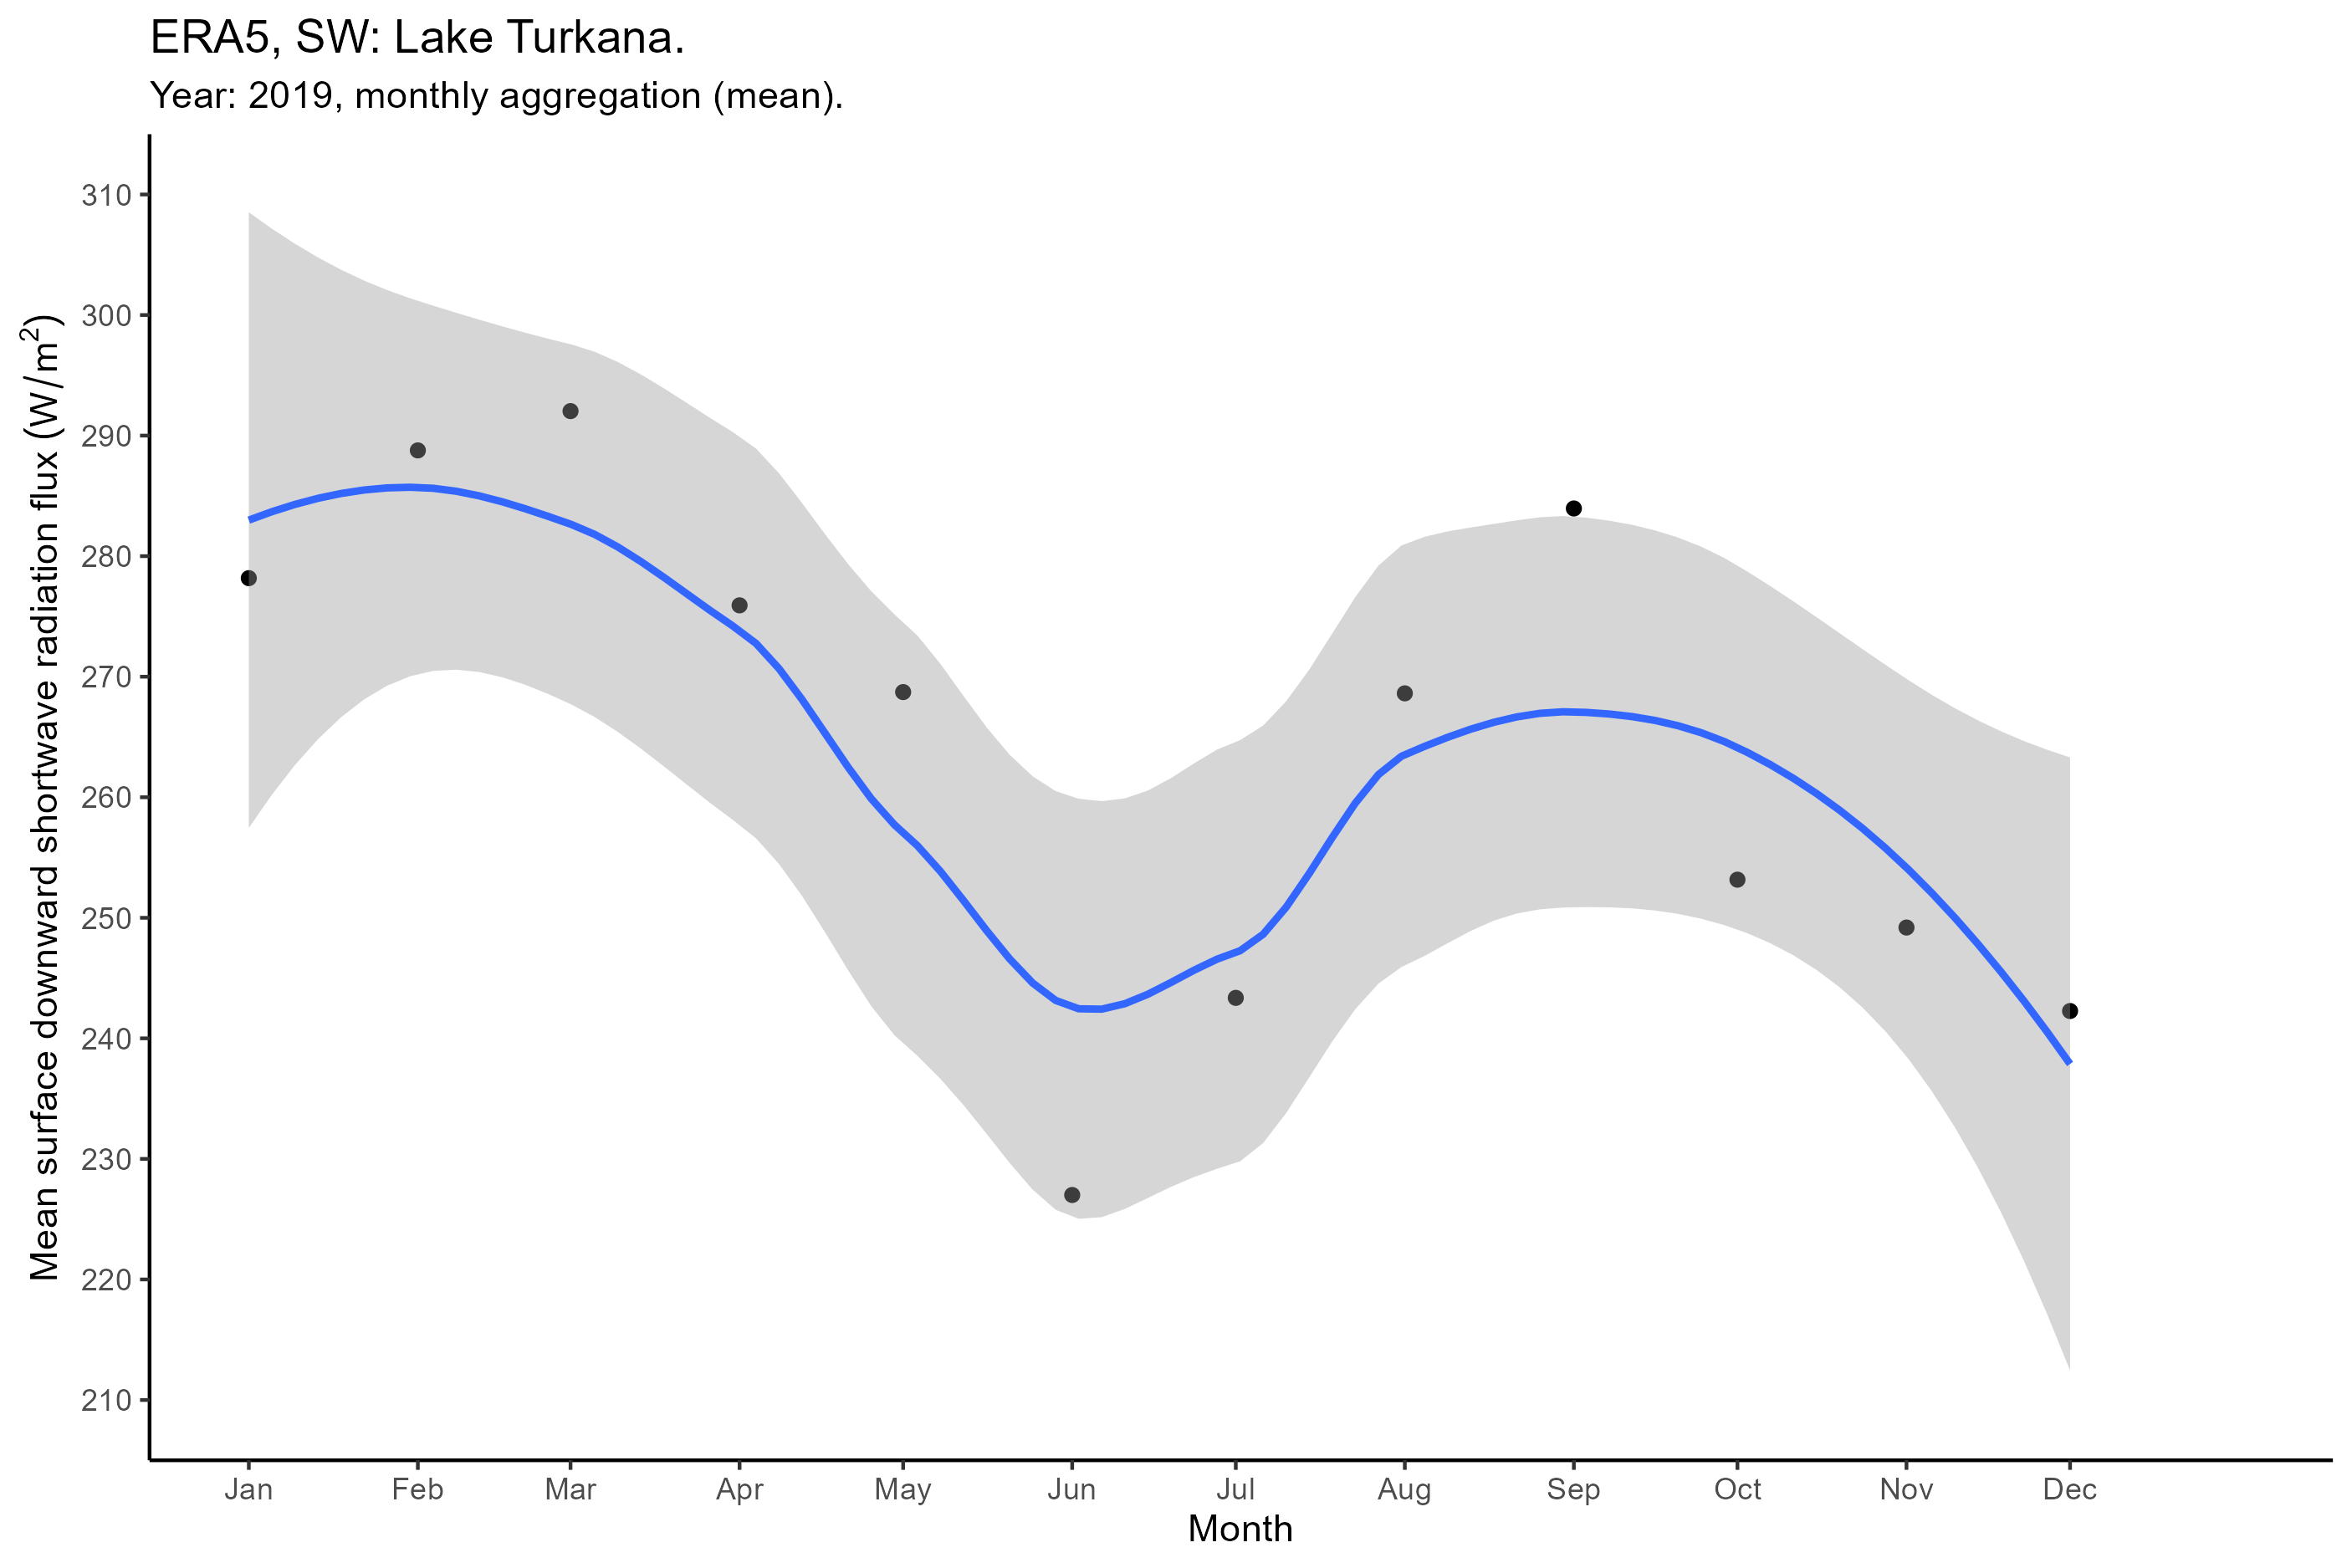 ERA5, SW: Lake Turkana.
Year: 2019, monthly aggregation (mean).
Mean surface downward shortwave radiation flux (W/m²)
310
300
290
280
270
260
250
240
230
220
210
Jan Feb Mar Apr May Jun Jul Aug Sep Oct Nov Dec
Month